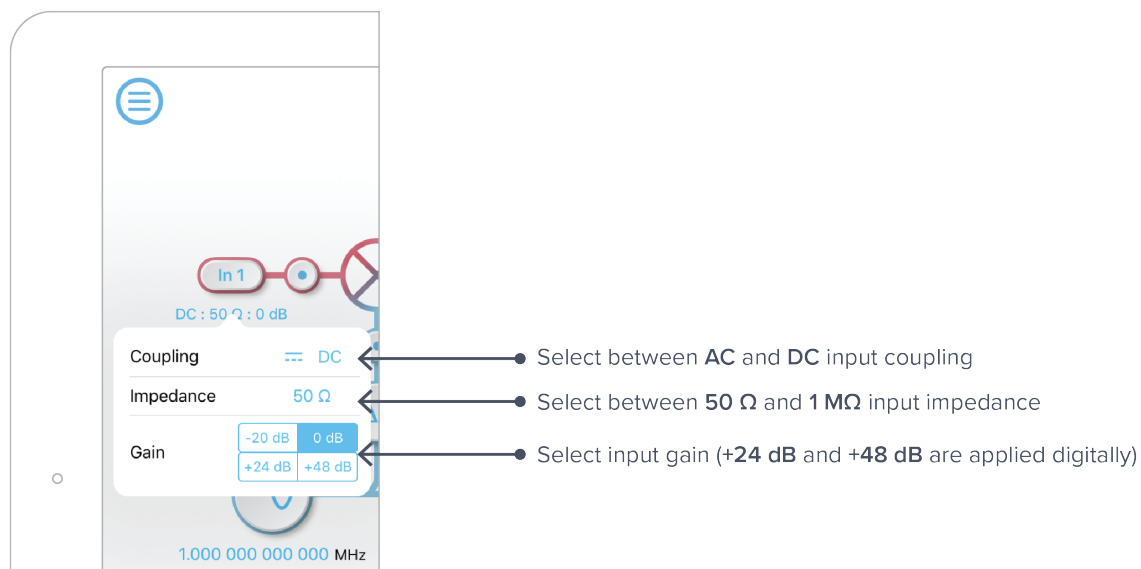 In 1
DC : 50 Ω : 0 dB
Coupling DC
Select between AC and DC input coupling
Impedance 50 Ω
Select between 50 Ω and 1 MΩ input impedance
Gain
-20 dB 0 dB
+24 dB +48 dB
Select input gain (+24 dB and +48 dB are applied digitally)
1.000 000 000 000 MHz